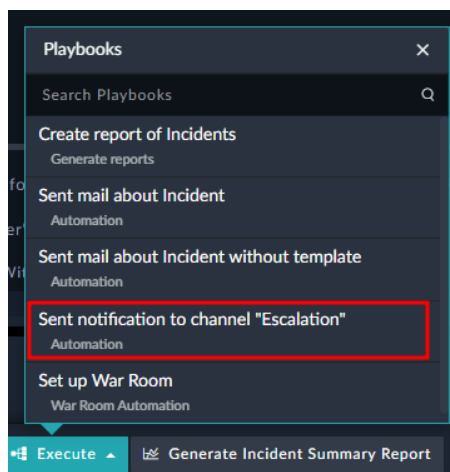 Playbooks
Search Playbooks
Create report of Incidents
Generate reports
Sent mail about Incident
Automation
Sent mail about Incident without template
Automation
Sent notification to channel "Escalation"
Automation
Set up War Room
War Room Automation
Execute
Generate Incident Summary Report